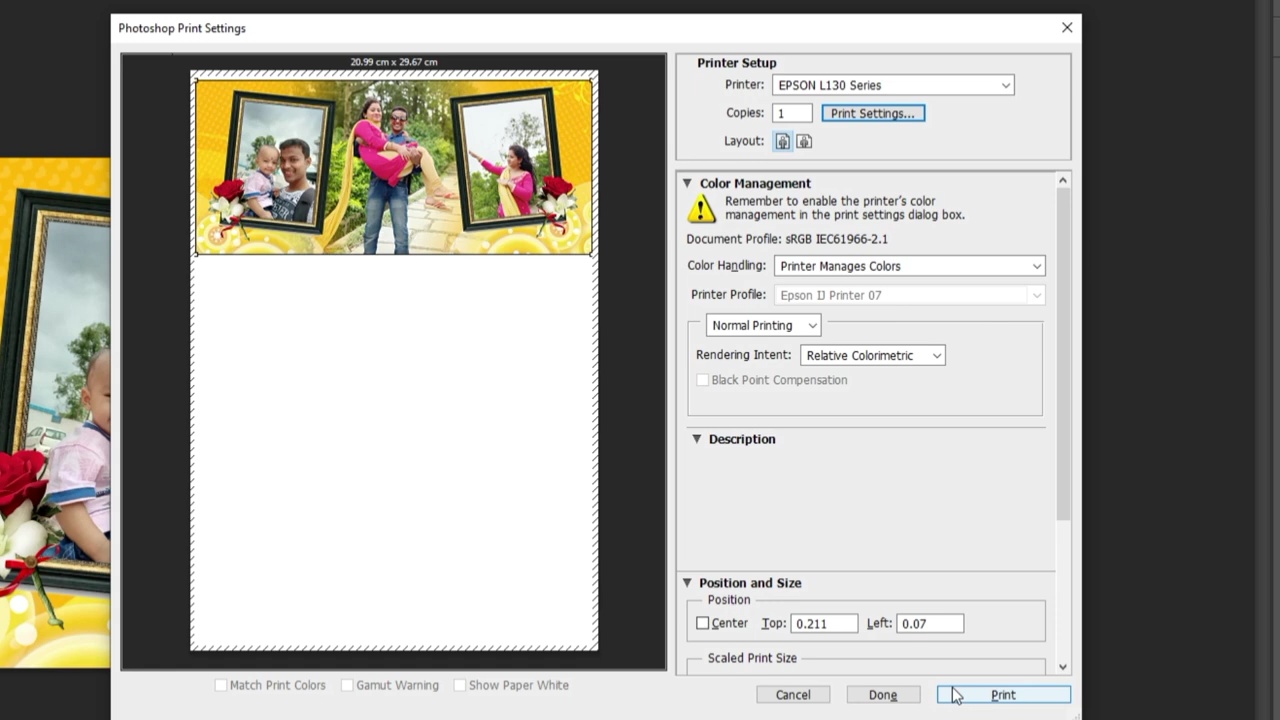 Photoshop Print Settings
20.99 cm x 29.67 cm
Printer Setup
Printer: EPSON L130 Series
Copies: 1 Print Settings...
Layout:
Color Management
Remember to enable the printer's color
management in the print settings dialog box.
Document Profile: sRGB IEC61966-2.1
Color Handling: Printer Manages Colors
Printer Profile: Epson IJ Printer 07
Normal Printing
Rendering Intent: Relative Colorimetric
Black Point Compensation
Description
Position and Size
Position
Center Top: 0.211 Left: 0.07
Scaled Print Size
Match Print Colors Gamut Warning Show Paper White
Cancel Done Print